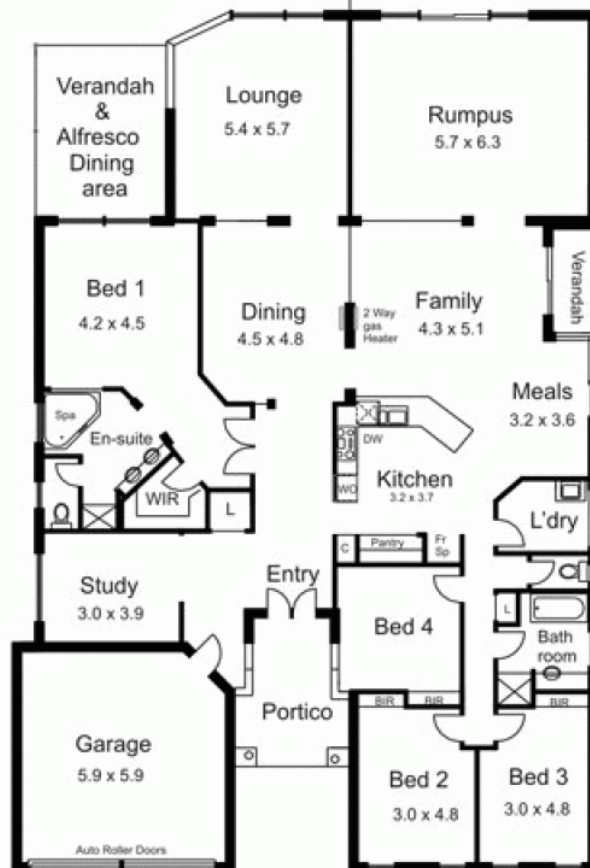 Verandah
&
Alfresco
Dining
area
Lounge
5.4 x 5.7
Rumpus
5.7 x 6.3
Bed 1
4.2 x 4.5
Dining
4.5 x 4.8
2 Way
gas
Heater
Family
4.3 x 5.1
Verandah
Meals
3.2 x 3.6
Spa
En-suite
WIR
L
DW
WO
Kitchen
3.2 x 3.7
L'dry
C
Pantry
Fr
Sp
Study
3.0 x 3.9
Entry
Bed 4
L
Bath
room
Portico
BIR
BIR
BIR
Garage
5.9 x 5.9
Bed 2
3.0 x 4.8
Bed 3
3.0 x 4.8
Auto Roller Doors